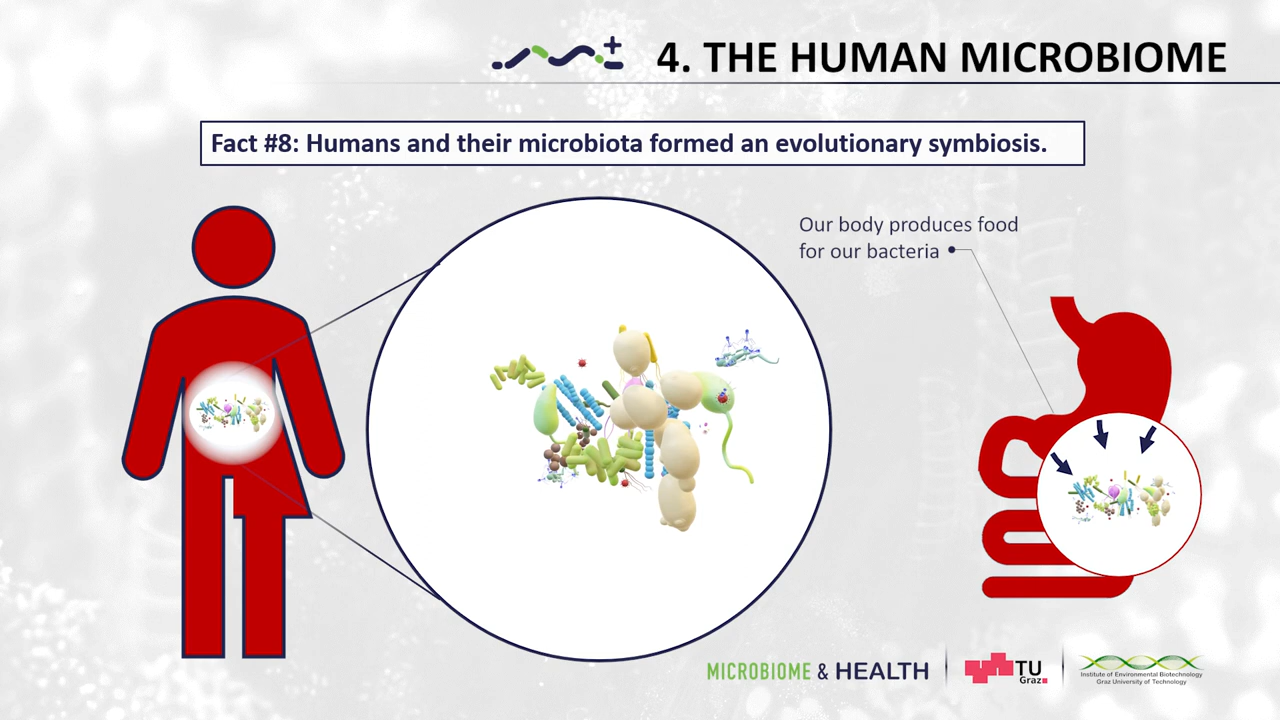 4. THE HUMAN MICROBIOME
Fact #8: Humans and their microbiota formed an evolutionary symbiosis.
Our body produces food
for our bacteria
MICROBIOME & HEALTH
TU
Graz
Institute of Environmental Biotechnology
Graz University of Technology